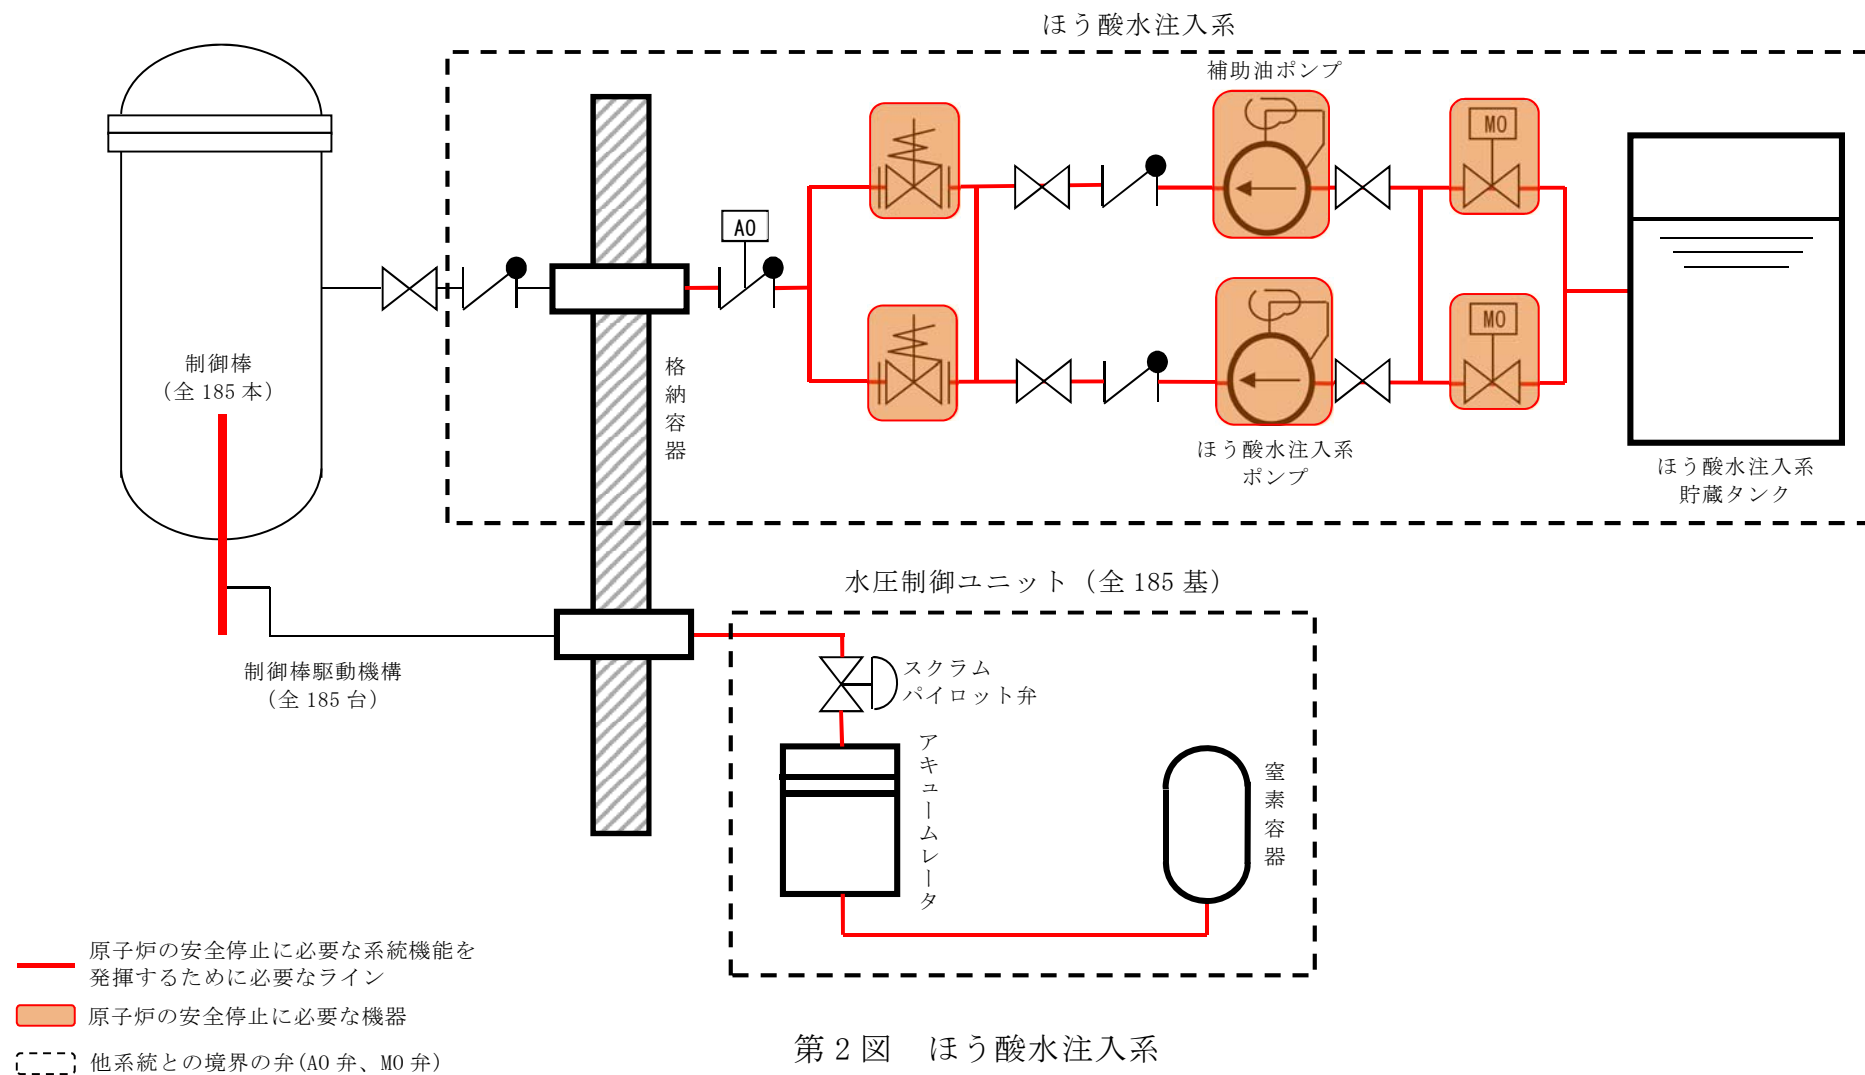 ほう酸水注入系
補助油ポンプ
MO
AO
制御棒
(全 185 本)
格納容器
MO
ほう酸水注入系
ポンプ
ほう酸水注入系
貯蔵タンク
水圧制御ユニット（全 185 基）
制御棒駆動機構
(全 185 台)
スクラム
パイロット弁
アキュームレータ
窒素容器
原子炉の安全停止に必要な系統機能を
発揮するために必要なライン
原子炉の安全停止に必要な機器
他系統との境界の弁(AO 弁、MO 弁)
第２図　ほう酸水注入系